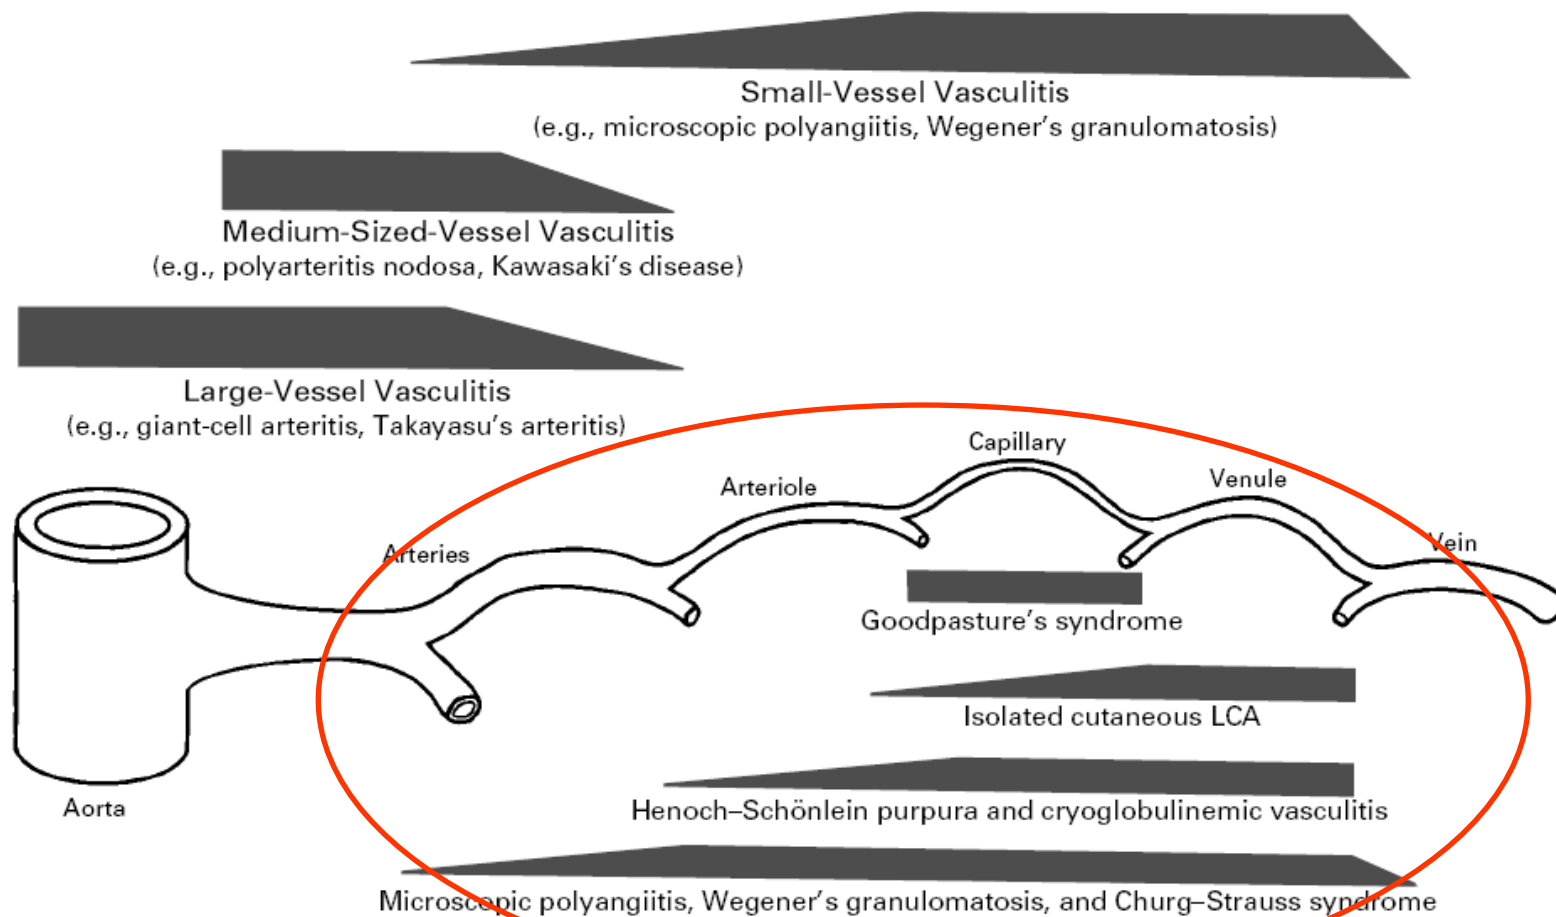 Small-Vessel Vasculitis
(e.g., microscopic polyangiitis, Wegener's granulomatosis)
Medium-Sized-Vessel Vasculitis
(e.g., polyarteritis nodosa, Kawasaki's disease)
Large-Vessel Vasculitis
(e.g., giant-cell arteritis, Takayasu's arteritis)
Capillary
Venule
Arteriole
Arteries
Vein
Goodpasture's syndrome
Isolated cutaneous LCA
Aorta
Henoch–Schönlein purpura and cryoglobulinemic vasculitis
Microscopic polyangiitis, Wegener's granulomatosis, and Churg–Strauss syndrome